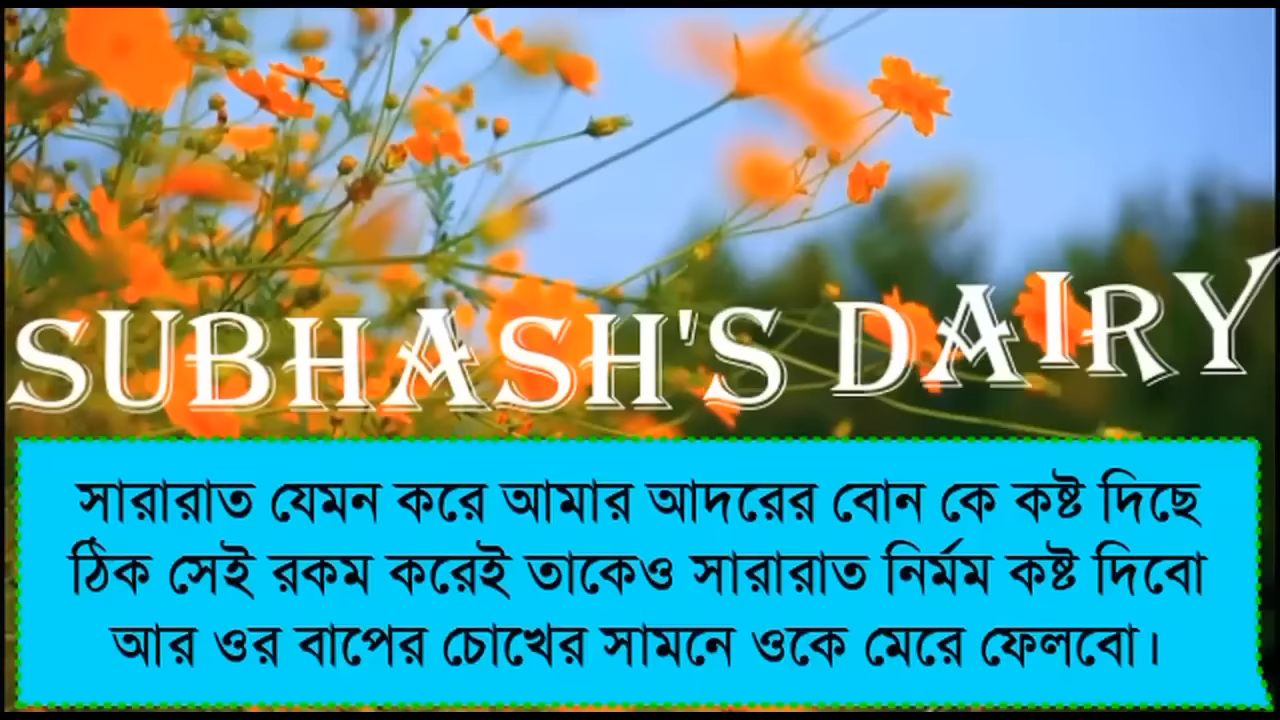 SUBHASH'S DAIRY
সারারাত যেমন করে আমার আদরের বোন কে কষ্ট দিছে
ঠিক সেই রকম করেই তাকেও সারারাত নির্মম কষ্ট দিবো
আর ওর বাপের চোখের সামনে ওকে মেরে ফেলবো।